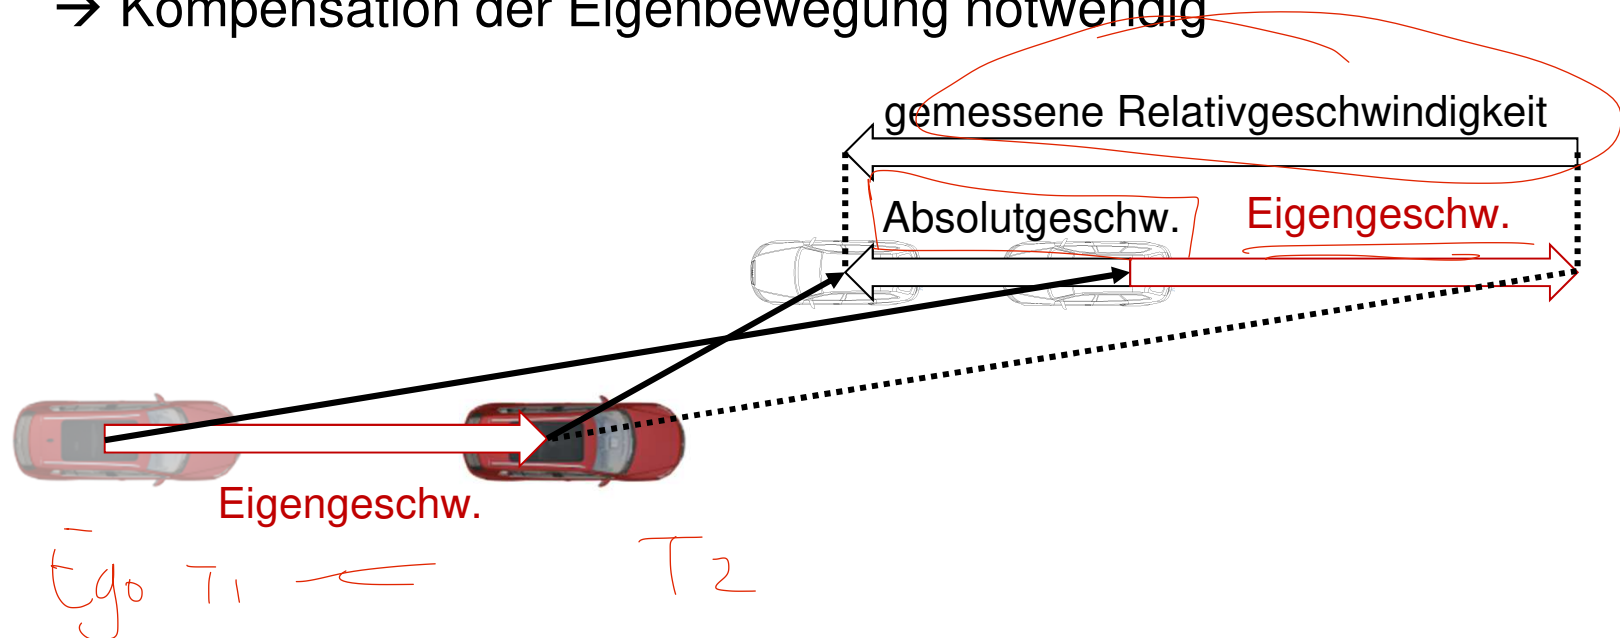 → Kompensation der Eigenbewegung notwendig
gemessene Relativgeschwindigkeit
Absolutgeschw.
Eigengeschw.
Eigengeschw.
Ego T1
T2